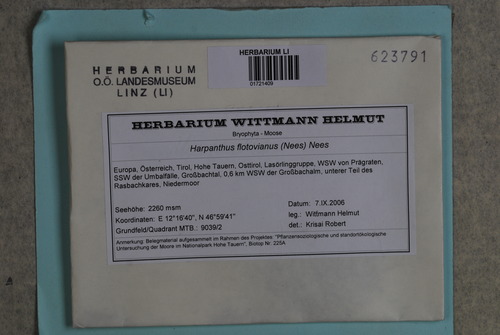 HERBARIUM LI
01721409
623791
HERBARIUM
O.Ö. LANDESMUSEUM
LINZ (LI)
HERBARIUM WITTMANN HELMUT
Bryophyta - Moose
Harpanthus flotovianus (Nees) Nees
Europa, Österreich, Tirol, Hohe Tauern, Osttirol, Lasörlinggruppe, WSW von Prägraten,
SSW der Umbalfälle, Großbachtal, 0,6 km WSW der Großbachalm, unterer Teil des
Rasbachkares, Niedermoor
Seehöhe: 2260 msm
Datum: 7.IX.2006
Koordinaten: E 12°16'40", N 46°59'41"
leg.: Wittmann Helmut
Grundfeld/Quadrant MTB.: 9039/2
det.: Krisai Robert
Anmerkung: Belegmaterial aufgesammelt im Rahmen des Projektes: "Pflanzensoziologische und standortökologische
Untersuchung der Moore im Nationalpark Hohe Tauern", Biotop Nr. 225A